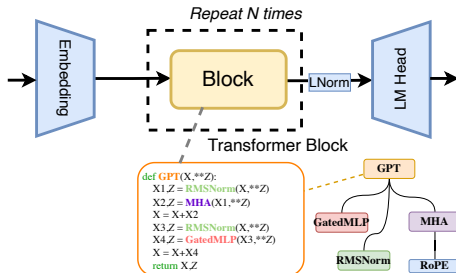 Repeat N times
Embedding
Block
LNorm
LM Head
Transformer Block
def GPT(X,**Z):
X1,Z = RMSNorm(X,**Z)
X2,Z = MHA(X1,**Z)
X = X+X2
X3,Z = RMSNorm(X,**Z)
X4,Z = GatedMLP(X3,**Z)
X = X+X4
return X,Z
GPT
GatedMLP
MHA
RMSNorm
RoPE